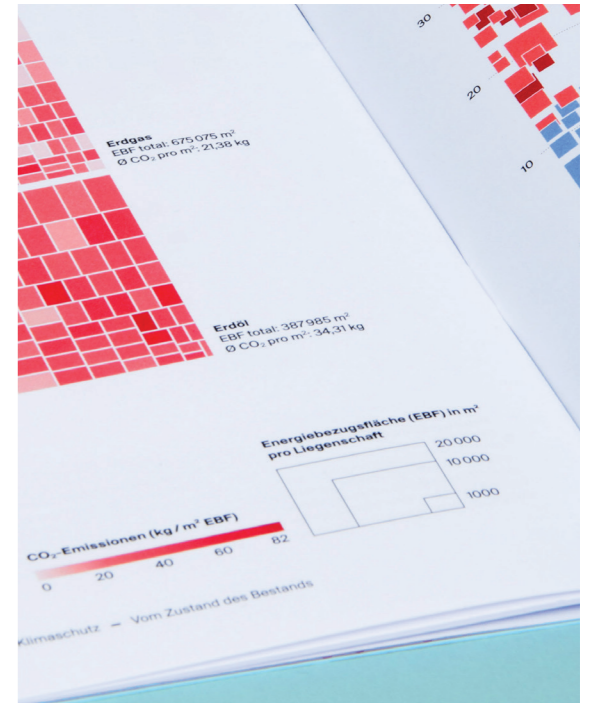 Erdgas
EBF total: 675 075 m²
Ø CO₂ pro m²: 21,38 kg
Erdöl
EBF total: 387 985 m²
Ø CO₂ pro m²: 34,31 kg
Energiebezugsfläche (EBF) in m²
pro Liegenschaft
20 000
10 000
1000
CO₂-Emissionen (kg / m² EBF)
0 20 40 60 82
Klimaschutz — Vom Zustand des Bestands
30
20
10